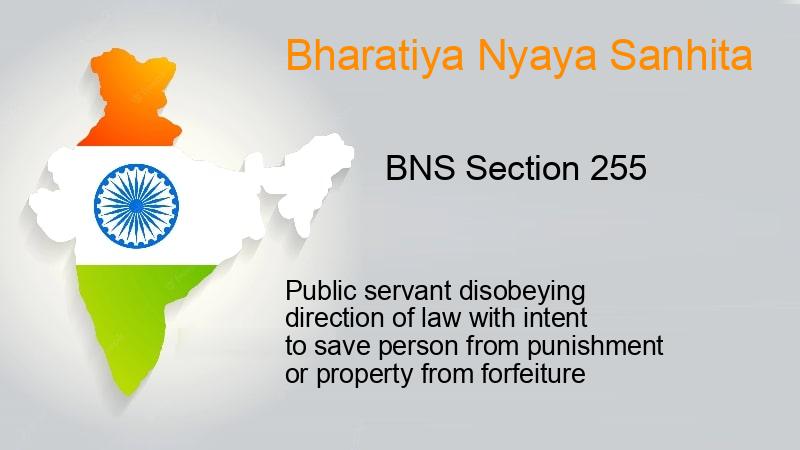 Bharatiya Nyaya Sanhita
BNS Section 255
Public servant disobeying
direction of law with intent
to save person from punishment
or property from forfeiture